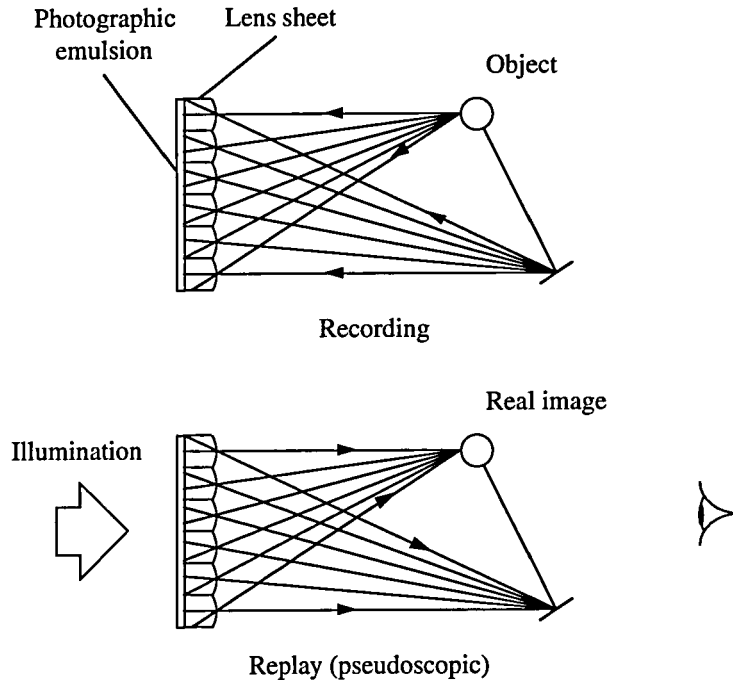 Photographic
emulsion
Lens sheet
Object
Recording
Real image
Illumination
Replay (pseudoscopic)